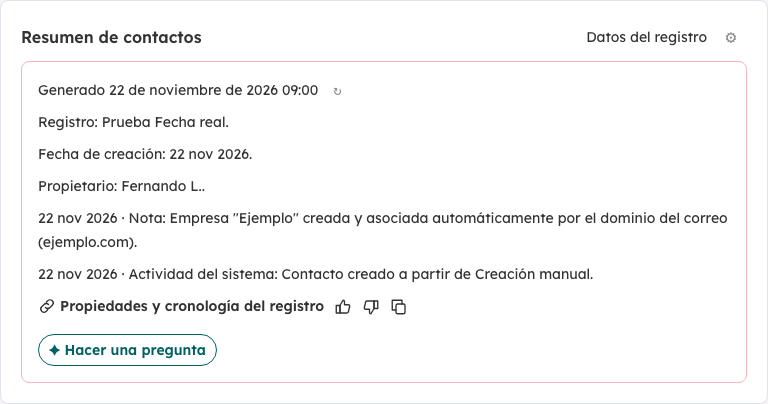 Resumen de contactos
Datos del registro
Generado 22 de noviembre de 2026 09:00
Registro: Prueba Fecha real.
Fecha de creación: 22 nov 2026.
Propietario: Fernando L..
22 nov 2026 · Nota: Empresa "Ejemplo" creada y asociada automáticamente por el dominio del correo
(ejemplo.com).
22 nov 2026 · Actividad del sistema: Contacto creado a partir de Creación manual.
Propiedades y cronología del registro
Hacer una pregunta